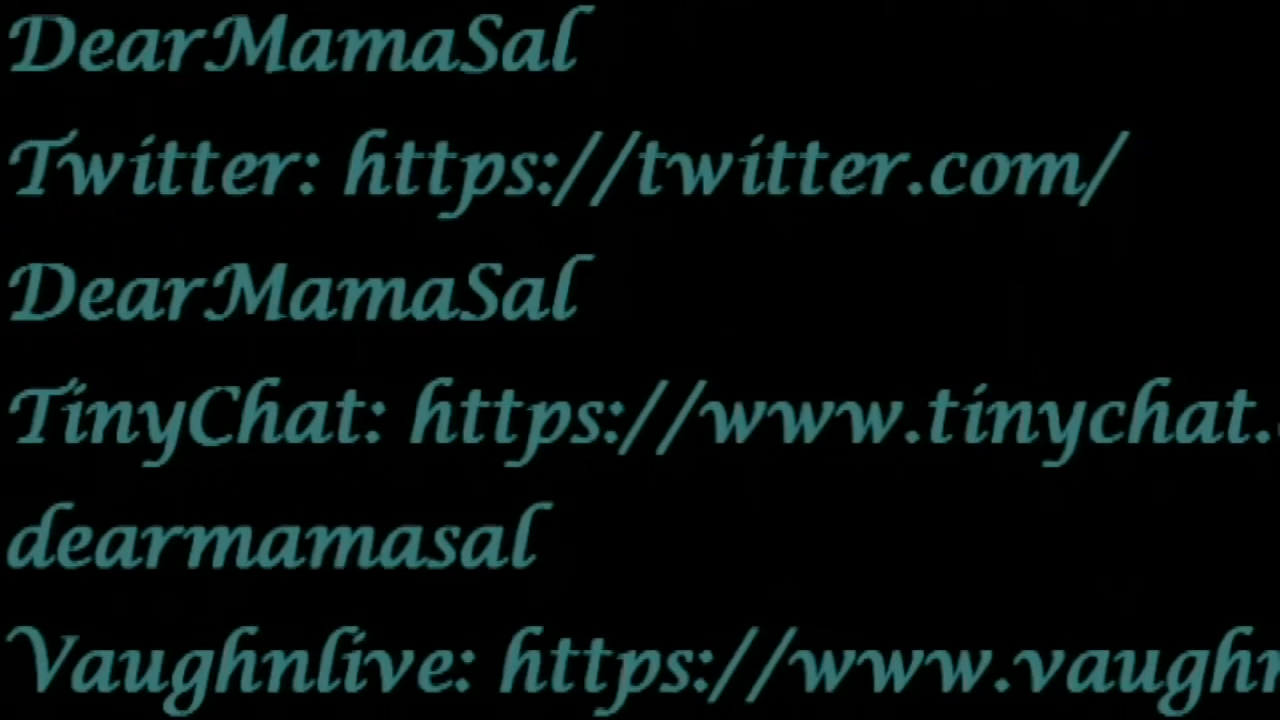 DearMamaSal
Twitter: https://twitter.com/
DearMamaSal
TinyChat: https://www.tinychat.
dearmamasal
Vaughnlive: https://www.vaugh